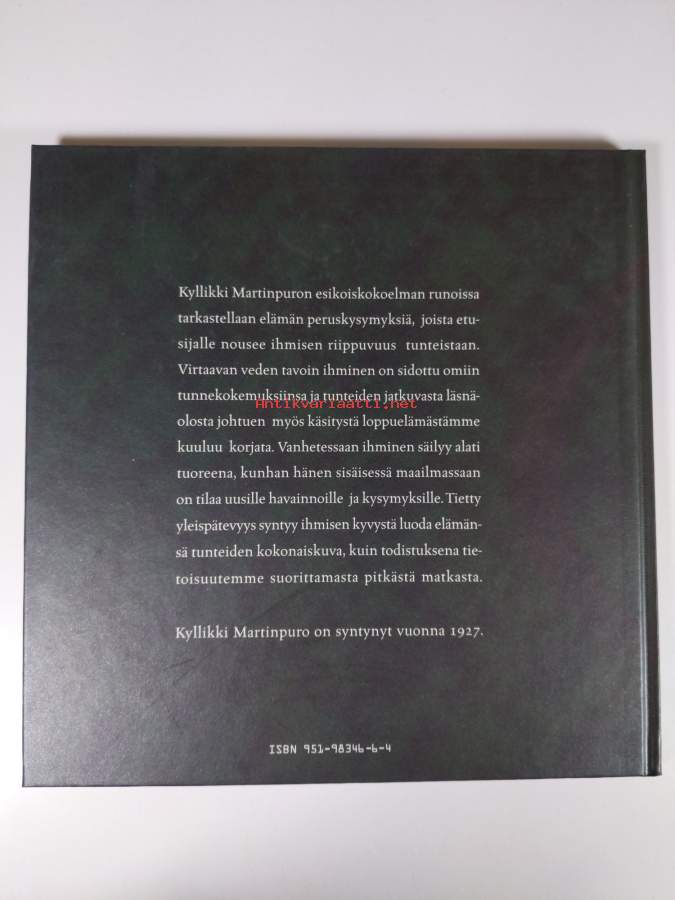 Kyllikki Martinpuron esikoiskokoelman runoissa
tarkastellaan elämän peruskysymyksiä, joista etu-
sijalle nousee ihmisen riippuvuus tunteistaan.
Virtaavan veden tavoin ihminen on sidottu omiin
tunnekokemuksiinsa ja tunteiden jatkuvasta läsnä-
Antikvariaatti.net
olosta johtuen myös käsitystä loppuelämästämme
kuuluu korjata. Vanhetessaan ihminen säilyy alati
tuoreena, kunhan hänen sisäisessä maailmassaan
on tilaa uusille havainnoille ja kysymyksille. Tietty
yleispätevyys syntyy ihmisen kyvystä luoda elämän-
sä tunteiden kokonaiskuva, kuin todistuksena tie-
toisuutemme suorittamasta pitkästä matkasta.
Kyllikki Martinpuro on syntynyt vuonna 1927.
ISBN 951-98346-6-4